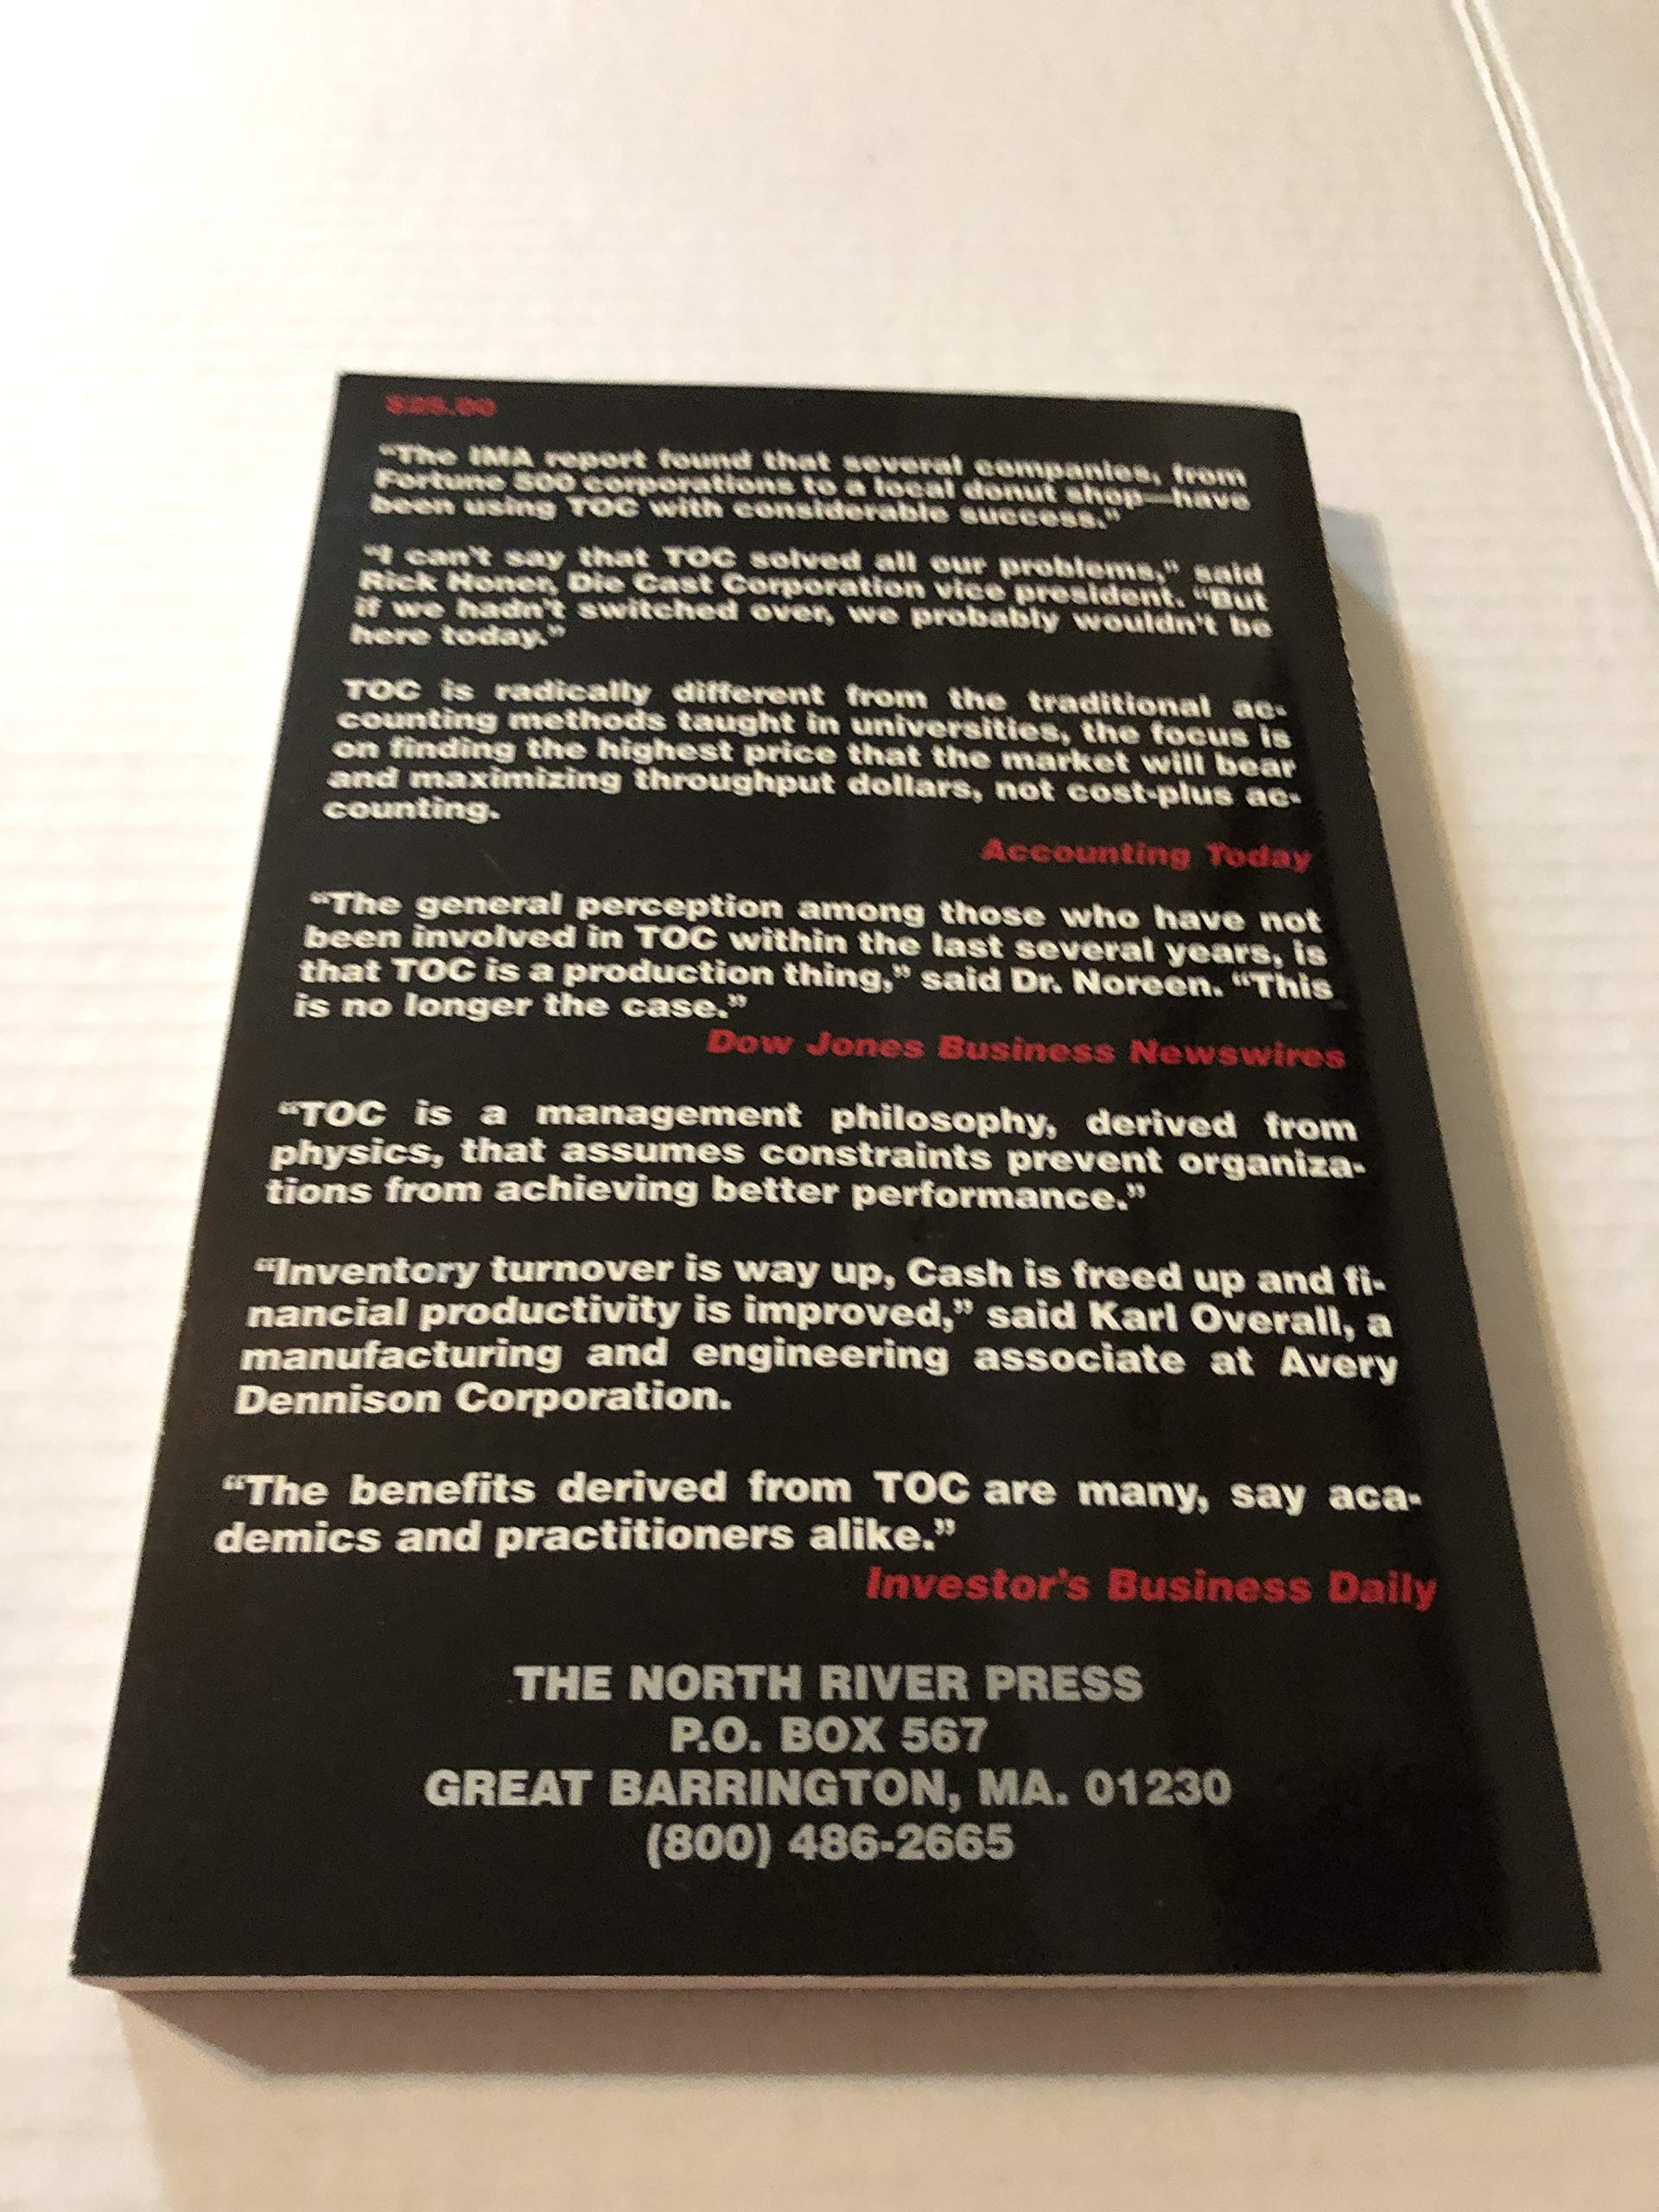 $25.00
“The IMA report found that several companies, from
Fortune 500 corporations to a local donut shop—have
been using TOC with considerable success.”
“I can't say that TOC solved all our problems,” said
Rick Honer, Die Cast Corporation vice president. “But
if we hadn't switched over, we probably wouldn't be
here today.”
TOC is radically different from the traditional ac-
counting methods taught in universities, the focus is
on finding the highest price that the market will bear
and maximizing throughput dollars, not cost-plus ac-
counting.
Accounting Today
“The general perception among those who have not
been involved in TOC within the last several years, is
that TOC is a production thing,” said Dr. Noreen. “This
is no longer the case.”
Dow Jones Business Newswires
“TOC is a management philosophy, derived from
physics, that assumes constraints prevent organiza-
tions from achieving better performance.”
“Inventory turnover is way up, Cash is freed up and fi-
nancial productivity is improved,” said Karl Overall, a
manufacturing and engineering associate at Avery
Dennison Corporation.
“The benefits derived from TOC are many, say aca-
demics and practitioners alike.”
Investor's Business Daily
THE NORTH RIVER PRESS
P.O. BOX 567
GREAT BARRINGTON, MA. 01230
(800) 486-2665